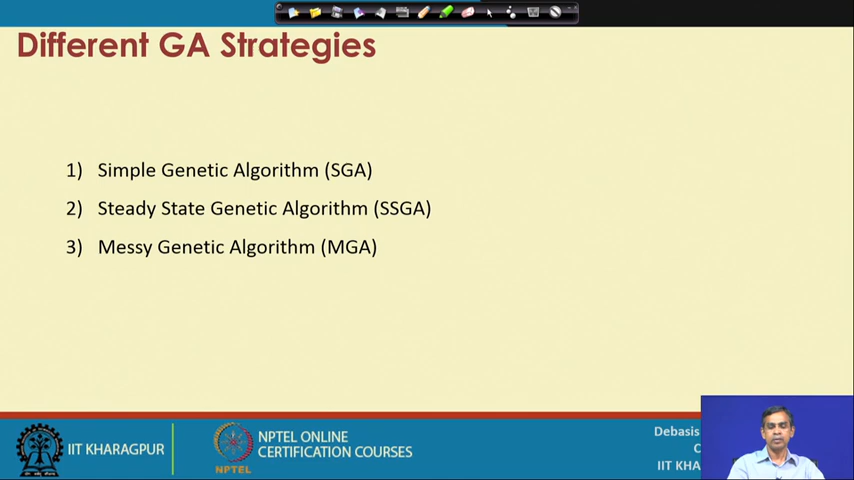 Different GA Strategies
1) Simple Genetic Algorithm (SGA)
2) Steady State Genetic Algorithm (SSGA)
3) Messy Genetic Algorithm (MGA)
IIT KHARAGPUR
NPTEL
NPTEL ONLINE
CERTIFICATION COURSES
Debasis
IIT KHA